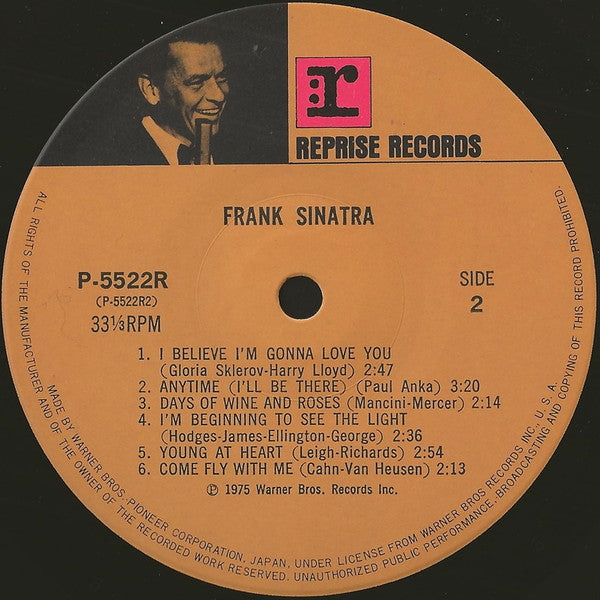 r
REPRISE RECORDS
FRANK SINATRA
P-5522R
(P-5522R2)
33⅓RPM
SIDE
2
1. I BELIEVE I'M GONNA LOVE YOU
(Gloria Sklerov-Harry Lloyd) 2:47
2. ANYTIME (I'LL BE THERE) (Paul Anka) 3:20
3. DAYS OF WINE AND ROSES (Mancini-Mercer) 2:14
4. I'M BEGINNING TO SEE THE LIGHT
(Hodges-James-Ellington-George) 2:36
5. YOUNG AT HEART (Leigh-Richards) 2:54
6. COME FLY WITH ME (Cahn-Van Heusen) 2:13
℗ 1975 Warner Bros. Records Inc.
MADE BY WARNER BROS.-PIONEER CORPORATION, JAPAN, UNDER LICENSE FROM WARNER BROS RECORDS INC., U. S. A.
ALL RIGHTS OF THE MANUFACTURER AND OF THE OWNER OF THE RECORDED WORK RESERVED. UNAUTHORIZED PUBLIC PERFORMANCE, BROADCASTING AND COPYING OF THIS RECORD PROHIBITED.